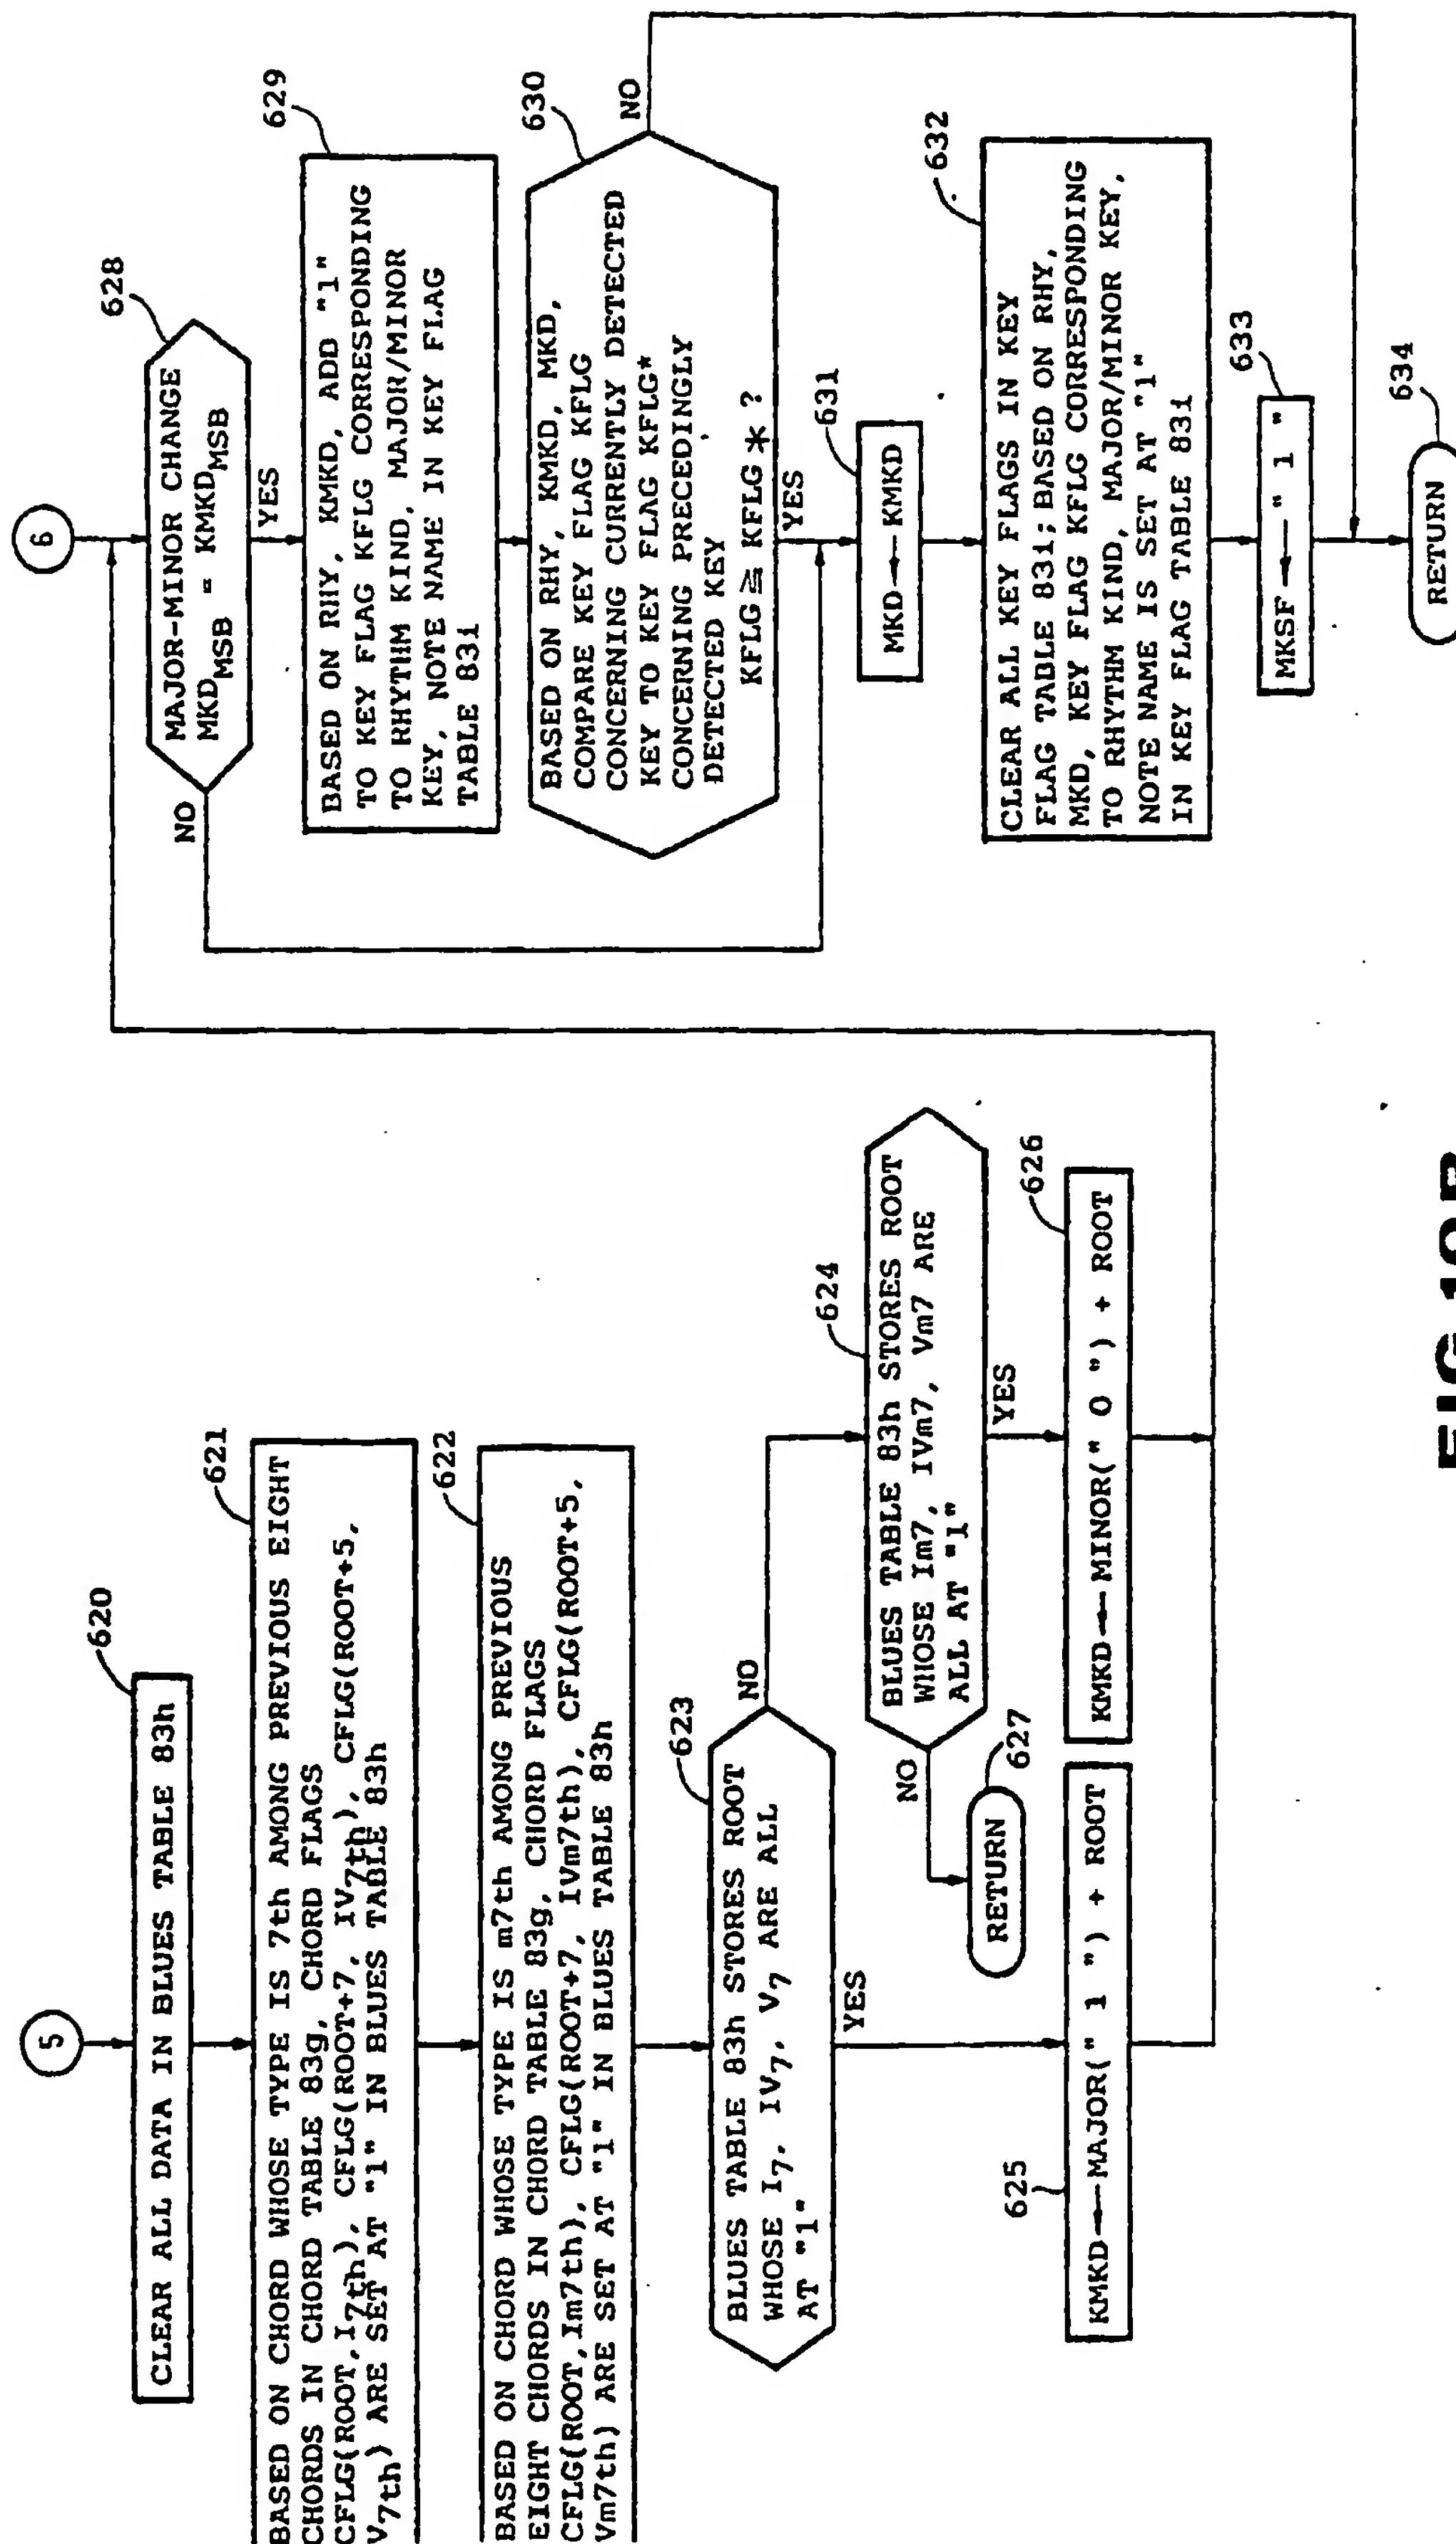 5
620
CLEAR ALL DATA IN BLUES TABLE 83h
621
BASED ON CHORD WHOSE TYPE IS 7th AMONG PREVIOUS EIGHT
CHORDS IN CHORD TABLE 83g, CHORD FLAGS
CFLG(ROOT,I7th), CFLG(ROOT+7, IV7th), CFLG(ROOT+5,
V7th) ARE SET AT "1" IN BLUES TABLE 83h
622
BASED ON CHORD WHOSE TYPE IS m7th AMONG PREVIOUS
EIGHT CHORDS IN CHORD TABLE 83g, CHORD FLAGS
CFLG(ROOT,Im7th), CFLG(ROOT+7, IVm7th), CFLG(ROOT+5,
Vm7th) ARE SET AT "1" IN BLUES TABLE 83h
623
BLUES TABLE 83h STORES ROOT
WHOSE I7, IV7, V7 ARE ALL
AT "1"
NO
YES
624
BLUES TABLE 83h STORES ROOT
WHOSE Im7, IVm7, Vm7 ARE
ALL AT "1"
NO
YES
627
RETURN
625
KMKD←MAJOR(" 1 ") + ROOT
626
KMKD←MINOR(" 0 ") + ROOT
6
628
MAJOR-MINOR CHANGE
MKDMSB = KMKDMSB
NO
YES
629
BASED ON RHY, KMKD, ADD "1"
TO KEY FLAG KFLG CORRESPONDING
TO RHYTHM KIND, MAJOR/MINOR
KEY, NOTE NAME IN KEY FLAG
TABLE 83i
630
BASED ON RHY, KMKD, MKD,
COMPARE KEY FLAG KFLG
CONCERNING CURRENTLY DETECTED
KEY TO KEY FLAG KFLG*
CONCERNING PRECEDINGLY
DETECTED KEY
KFLG ≧ KFLG * ?
NO
YES
631
MKD←KMKD
632
CLEAR ALL KEY FLAGS IN KEY
FLAG TABLE 83i; BASED ON RHY,
MKD, KEY FLAG KFLG CORRESPONDING
TO RHYTHM KIND, MAJOR/MINOR KEY,
NOTE NAME IS SET AT "1"
IN KEY FLAG TABLE 83i
633
MKSF←" 1 "
634
RETURN